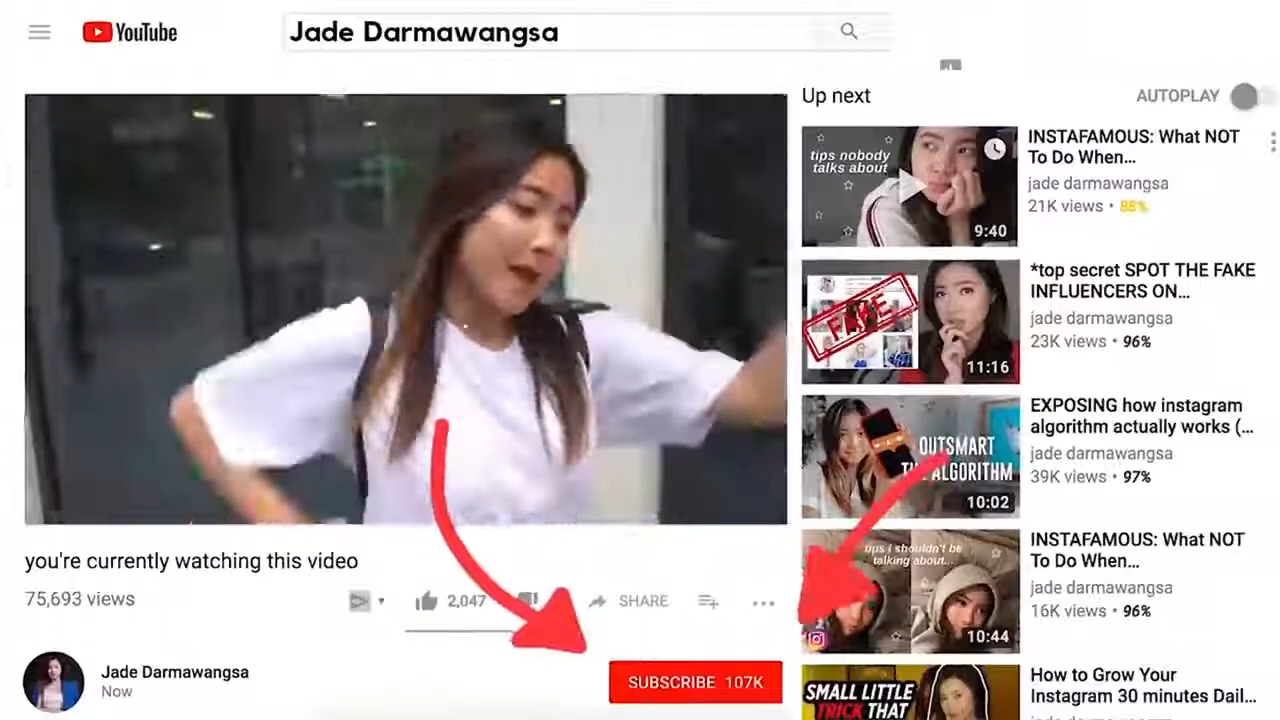 YouTube
Jade Darmawangsa
Up next
AUTOPLAY
tips nobody
talks about
9:40
INSTAFAMOUS: What NOT
To Do When…
jade darmawangsa
21K views • 88%
FAKE
11:16
*top secret SPOT THE FAKE
INFLUENCERS ON…
jade darmawangsa
23K views • 96%
OUTSMART
THE ALGORITHM
10:02
EXPOSING how instagram
algorithm actually works (…
jade darmawangsa
39K views • 97%
tips i shouldn't be
talking about...
10:44
INSTAFAMOUS: What NOT
To Do When…
jade darmawangsa
16K views • 96%
you're currently watching this video
75,693 views
2,047
SHARE
Jade Darmawangsa
Now
SUBSCRIBE 107K
SMALL LITTLE
TRICK THAT
How to Grow Your
Instagram 30 minutes Dail…